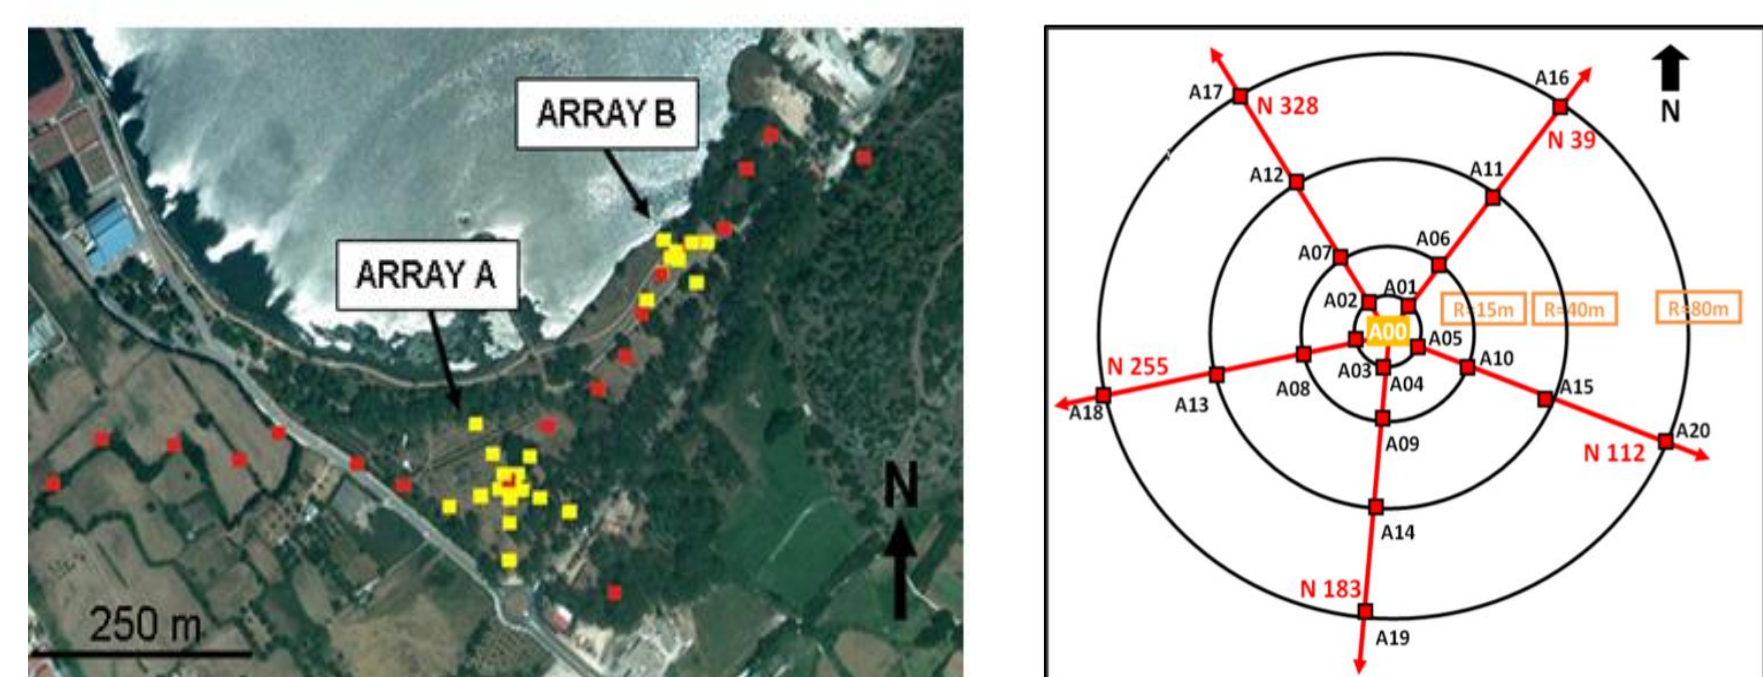 ARRAY B
ARRAY A
N
250 m
A17
N 328
A16
N
N 39
A12
A11
A07
A06
A02
A01
R=15m
R=40m
R=80m
A00
A05
N 255
A03
A04
A10
A18
A13
A08
A15
A09
A20
N 112
A14
N 183
A19